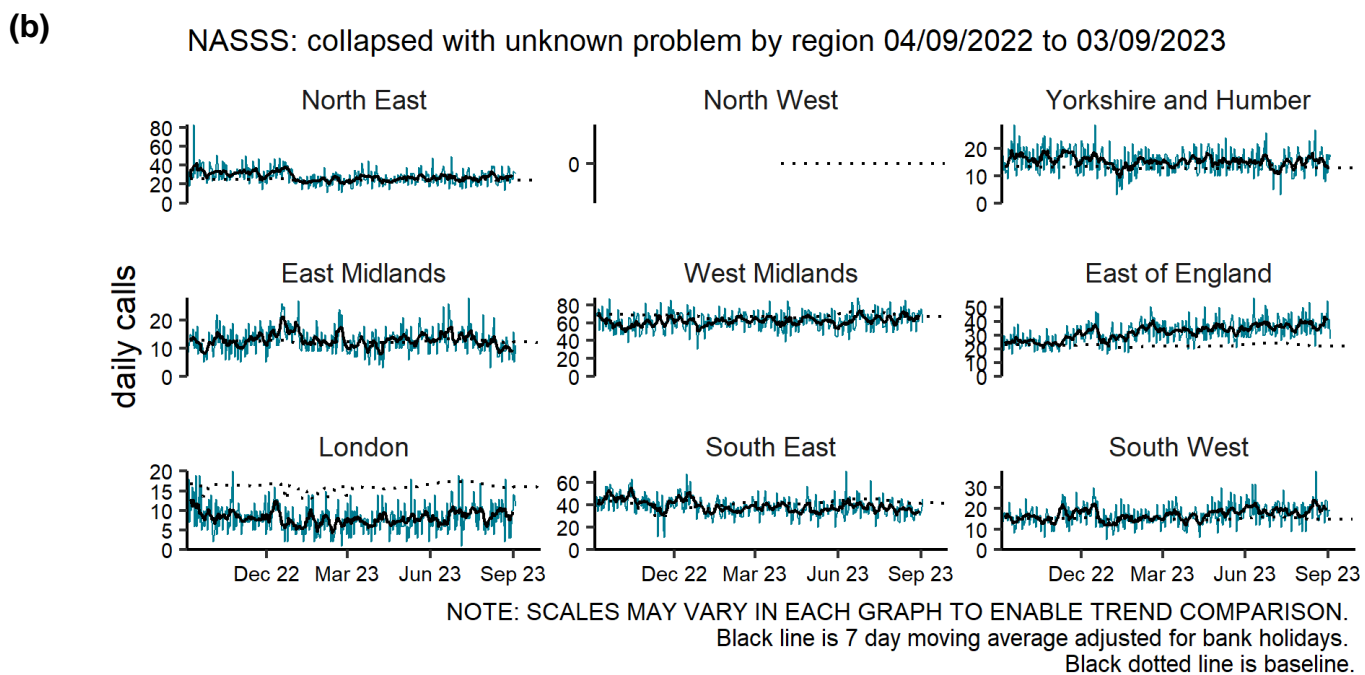 (b)
NASSS: collapsed with unknown problem by region 04/09/2022 to 03/09/2023
North East
80
60
40
20
0
North West
0
Yorkshire and Humber
20
10
0
daily calls
East Midlands
20
10
0
West Midlands
80
60
40
20
0
East of England
50
40
30
20
10
0
London
20
15
10
5
0
Dec 22 Mar 23 Jun 23 Sep 23
South East
60
40
20
0
Dec 22 Mar 23 Jun 23 Sep 23
South West
30
20
10
0
Dec 22 Mar 23 Jun 23 Sep 23
NOTE: SCALES MAY VARY IN EACH GRAPH TO ENABLE TREND COMPARISON.
Black line is 7 day moving average adjusted for bank holidays.
Black dotted line is baseline.